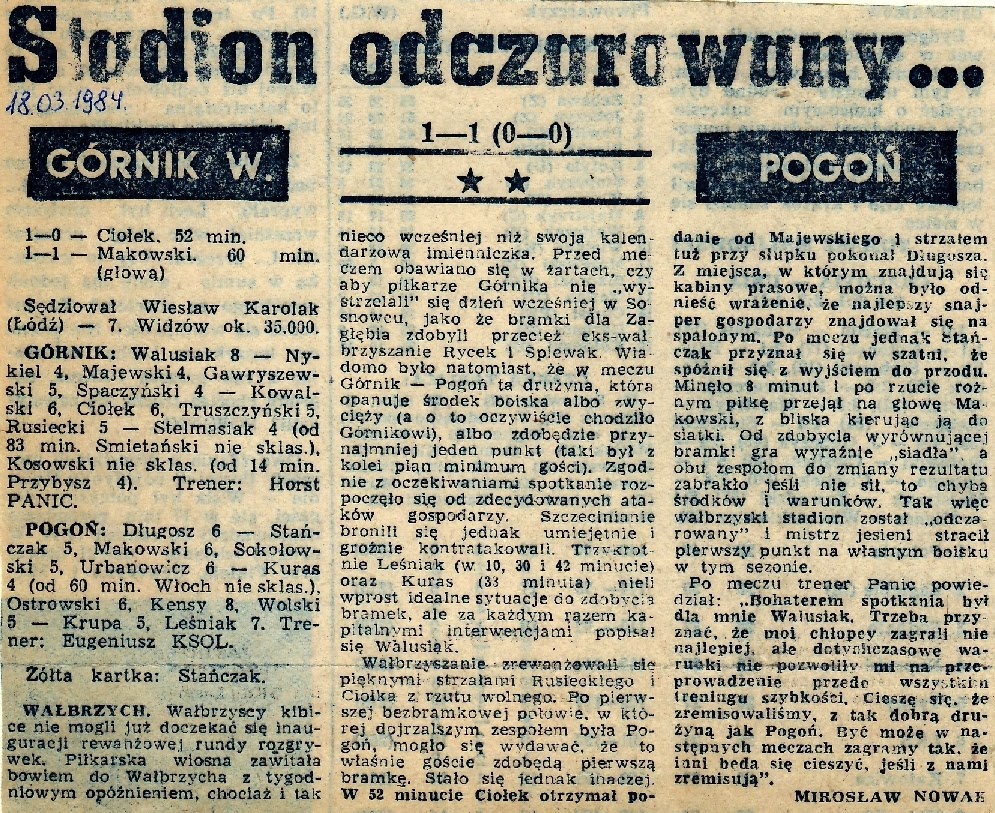 Stadion odczarowany...
18.03.1984.
GÓRNIK W.
1—1 (0—0)
★ ★
POGOŃ
1—0 — Ciołek. 52 min.
1—1 — Makowski. 60 min.
(głową)
Sędziował Wiesław Karolak
(Łódź) — 7. Widzów ok. 35.000.
GÓRNIK: Walusiak 8 — Ny-
kiel 4, Majewski 4, Gawryszew-
ski 5, Spaczyński 4 — Kowal-
ski 6, Ciołek 6, Truszczyński 5,
Rusiecki 5 — Stelmasiak 4 (od
83 min. Smietański nie sklas.),
Kosowski nie sklas. (od 14 min.
Przybysz 4). Trener: Horst
PANIC.
POGOŃ: Długosz 6 — Stań-
czak 5, Makowski 6, Sokołow-
ski 5, Urbanowicz 6 — Kuras
4 (od 60 min. Włoch nie sklas.),
Ostrowski 6, Kensy 8, Wolski
5 — Krupa 5, Leśniak 7. Tre-
ner: Eugeniusz KSOL.
Żółta kartka: Stańczak.
WAŁBRZYCH. Wałbrzyscy kibi-
ce nie mogli już doczekać się inau-
guracji rewanżowej rundy rozgry-
wek. Piłkarska wiosna zawitała
bowiem do Wałbrzycha z tygod-
niowym opóźnieniem, chociaż i tak
nieco wcześniej niż swoja kalen-
darzowa imienniczka. Przed me-
czem obawiano się w żartach, czy
aby piłkarze Górnika nie „wy-
strzelali" się dzień wcześniej w So-
snowcu, jako że bramki dla Za-
głębia zdobyli przecież eks-wał-
brzyszanie Rycek i Spiewak. Wia-
domo było natomiast, że w meczu
Górnik — Pogoń ta drużyna, która
opanuje środek boiska albo zwy-
cięży (a o to oczywiście chodziło
Górnikowi), albo zdobędzie przy-
najmniej jeden punkt (taki był z
kolei plan minimum gości). Zgod-
nie z oczekiwaniami spotkanie roz-
poczęło się od zdecydowanych ata-
ków gospodarzy. Szczecinianie
bronili się jednak umiejętnie i
groźnie kontratakowali. Trzykrot-
nie Leśniak (w 10, 30 i 42 minucie)
oraz Kuras (33 minuta) mieli
wprost idealne sytuacje do zdobycia
bramek, ale za każdym razem ka-
pitalnymi interwencjami popisał
się Walusiak.
Wałbrzyszanie zrewanżowali się
pięknymi strzałami Rusieckiego i
Ciołka z rzutu wolnego. Po pierw-
szej bezbramkowej połowie, w któ-
rej dojrzalszym zespołem była Po-
goń, mogło się wydawać, że to
właśnie goście zdobędą pierwszą
bramkę. Stało się jednak inaczej.
W 52 minucie Ciołek otrzymał po-
danie od Majewskiego i strzałem
tuż przy słupku pokonał Długosza.
Z miejsca, w którym znajdują się
kabiny prasowe, można było od-
nieść wrażenie, że najlepszy snaj-
per gospodarzy znajdował się na
spalonym. Po meczu jednak Stań-
czak przyznał się w szatni, że
spóźnił się z wyjściem do przodu.
Minęło 8 minut i po rzucie roż-
nym piłkę przejął na głowę Ma-
kowski, z bliska kierując ją do
siatki. Od zdobycia wyrównującej
bramki gra wyraźnie „siadła", a
obu zespołom do zmiany rezultatu
zabrakło jeśli nie sił, to chyba
środków i warunków. Tak więc
wałbrzyski stadion został „odcza-
rowany" i mistrz jesieni stracił
pierwszy punkt na własnym boisku
w tym sezonie.
Po meczu trener Panic powie-
dział: „Bohaterem spotkania był
dla mnie Walusiak. Trzeba przy-
znać, że moi chłopcy zagrali nie
najlepiej, ale dotychczasowe wa-
runki nie pozwoliły mi na prze-
prowadzenie przede wszystkim
treningu szybkości. Cieszę się, że
zremisowaliśmy, z tak dobrą dru-
żyną jak Pogoń. Być może w na-
stępnych meczach zagramy tak, że
inni będą się cieszyć, jeśli z nami
zremisują".
MIROSŁAW NOWAK